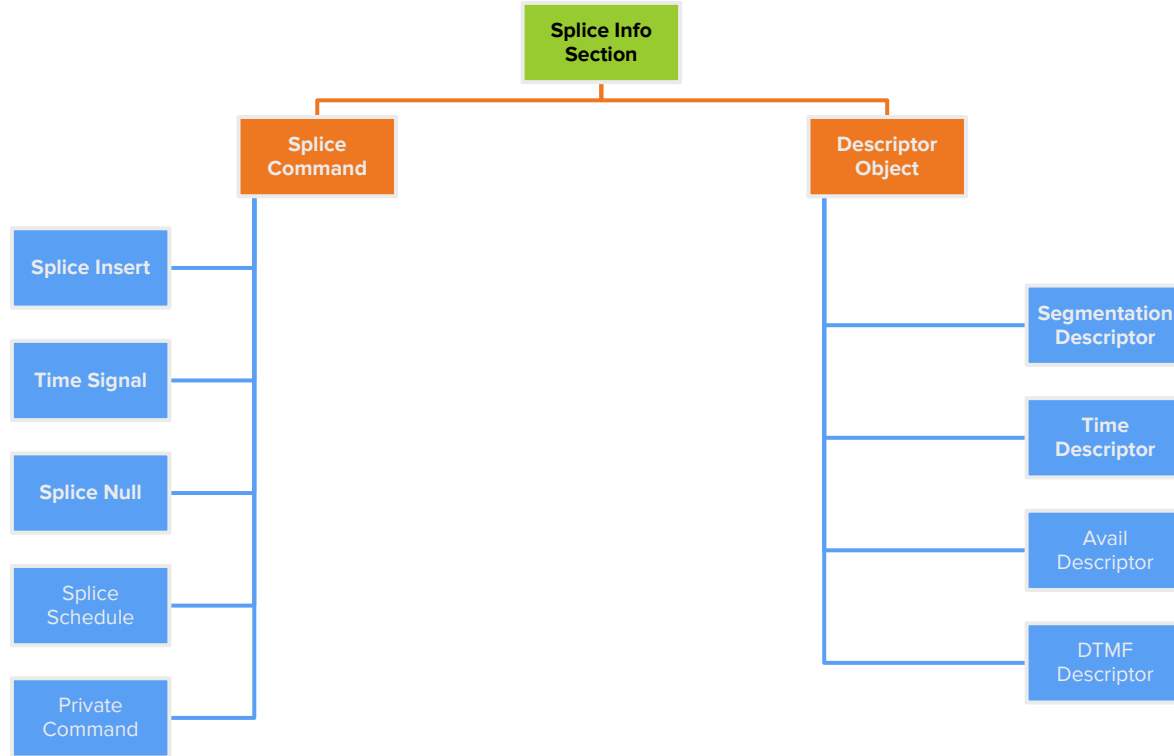 Splice Info
Section
Splice
Command
Descriptor
Object
Splice Insert
Time Signal
Splice Null
Splice
Schedule
Private
Command
Segmentation
Descriptor
Time
Descriptor
Avail
Descriptor
DTMF
Descriptor